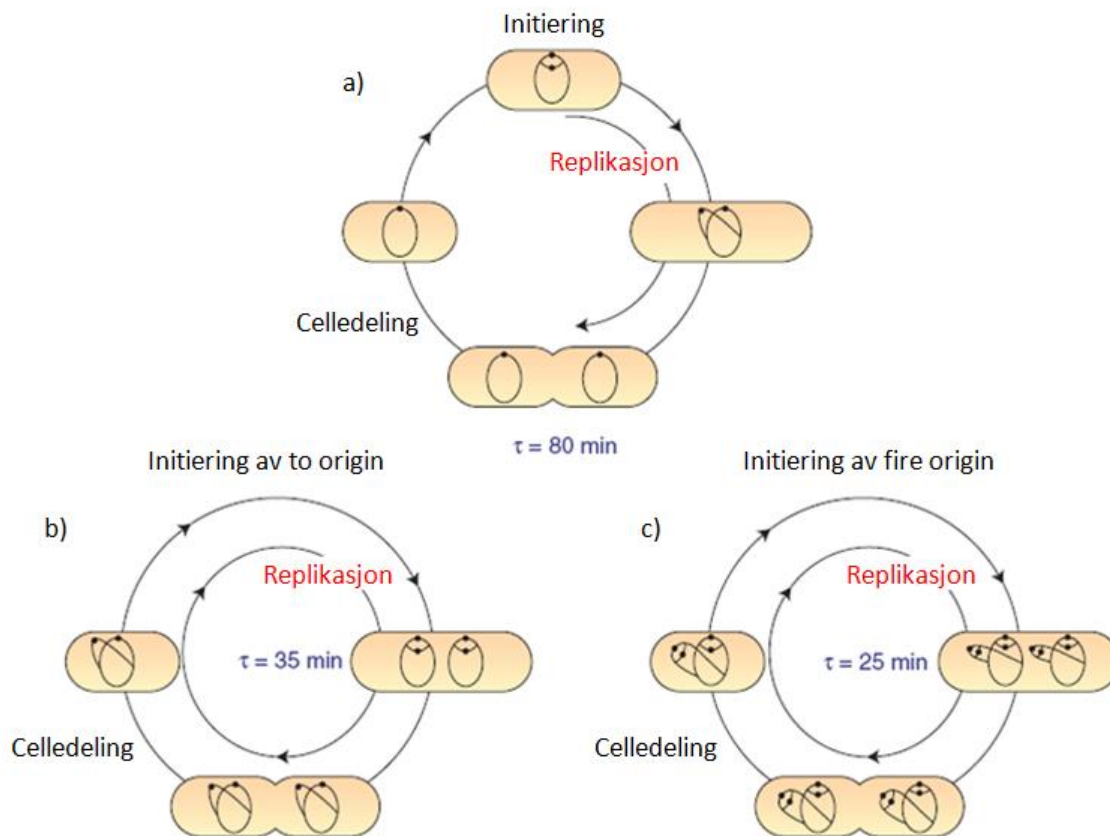 Initiering
a)
Replikasjon
Celledeling
τ = 80 min
Initiering av to origin
b)
Replikasjon
τ = 35 min
Celledeling
Initiering av fire origin
c)
Replikasjon
τ = 25 min
Celledeling